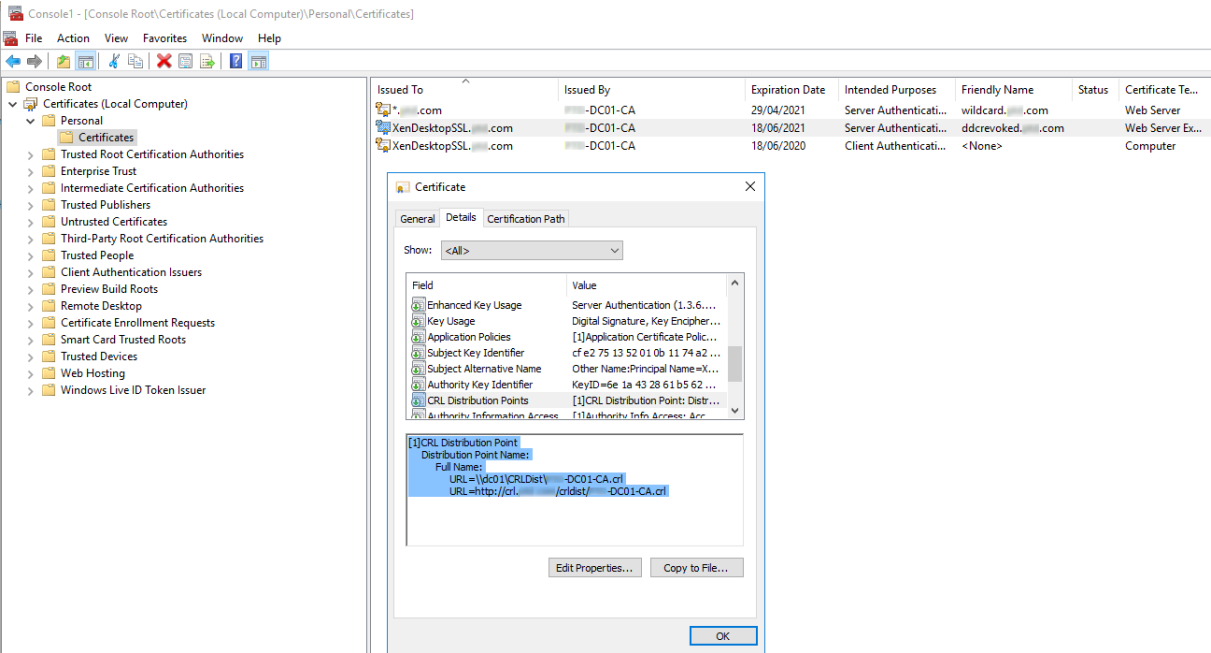 Console1 - [Console Root\Certificates (Local Computer)\Personal\Certificates]
File Action View Favorites Window Help
Console Root
Certificates (Local Computer)
Personal
Certificates
Trusted Root Certification Authorities
Enterprise Trust
Intermediate Certification Authorities
Trusted Publishers
Untrusted Certificates
Third-Party Root Certification Authorities
Trusted People
Client Authentication Issuers
Preview Build Roots
Remote Desktop
Certificate Enrollment Requests
Smart Card Trusted Roots
Trusted Devices
Web Hosting
Windows Live ID Token Issuer
Issued To Issued By Expiration Date Intended Purposes Friendly Name Status Certificate Te...
*. .com -DC01-CA 29/04/2021 Server Authenticati... wildcard. .com Web Server
XenDesktopSSL. .com -DC01-CA 18/06/2021 Server Authenticati... ddcrevoked. .com Web Server Ex...
XenDesktopSSL. .com -DC01-CA 18/06/2020 Client Authenticati... <None> Computer
Certificate
General Details Certification Path
Show: <All>
Field Value
Enhanced Key Usage Server Authentication (1.3.6....
Key Usage Digital Signature, Key Encipher...
Application Policies [1]Application Certificate Polic...
Subject Key Identifier cf e2 75 13 52 01 0b 11 74 a2 ...
Subject Alternative Name Other Name:Principal Name=X...
Authority Key Identifier KeyID=6e 1a 43 28 61 b5 62 ...
CRL Distribution Points [1]CRL Distribution Point: Distr...
Authority Information Access [1]Authority Info Access: Acc...
[1]CRL Distribution Point
Distribution Point Name:
Full Name:
URL=\\dc01\CRLDist\ -DC01-CA.crl
URL=http://crl. /crldist/ -DC01-CA.crl
Edit Properties... Copy to File...
OK